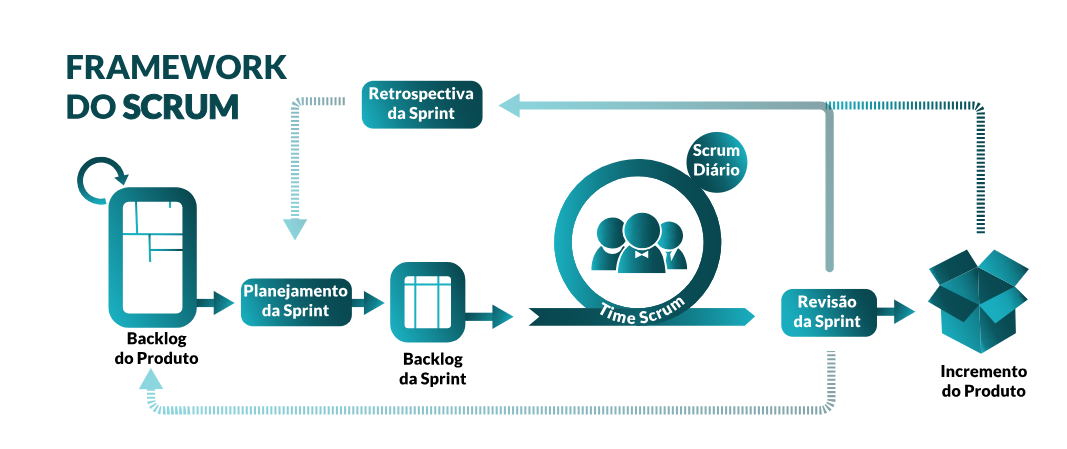 FRAMEWORK
DO SCRUM
Retrospectiva
da Sprint
Scrum
Diário
Time Scrum
Planejamento
da Sprint
Revisão
da Sprint
Backlog
do Produto
Backlog
da Sprint
Incremento
do Produto